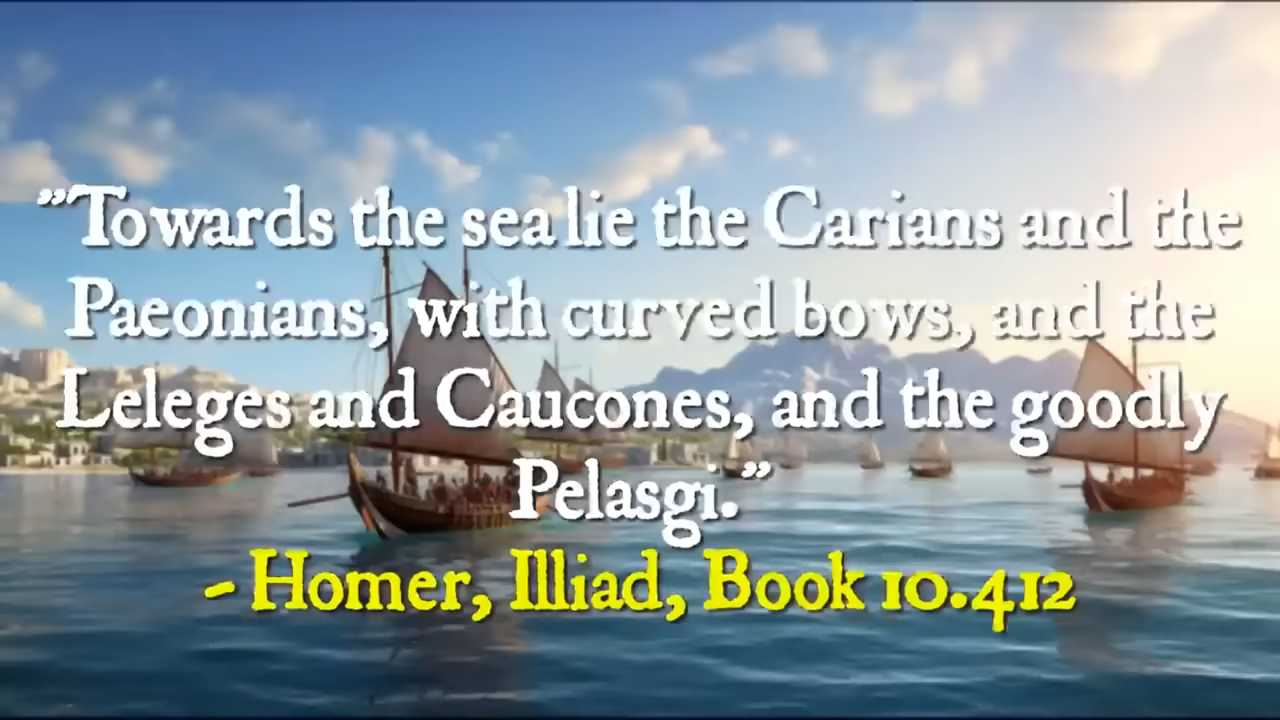 "Towards the sea lie the Carians and the
Paeonians, with curved bows, and the
Leleges and Caucones, and the goodly
Pelasgi."
- Homer, Illiad, Book 10.412